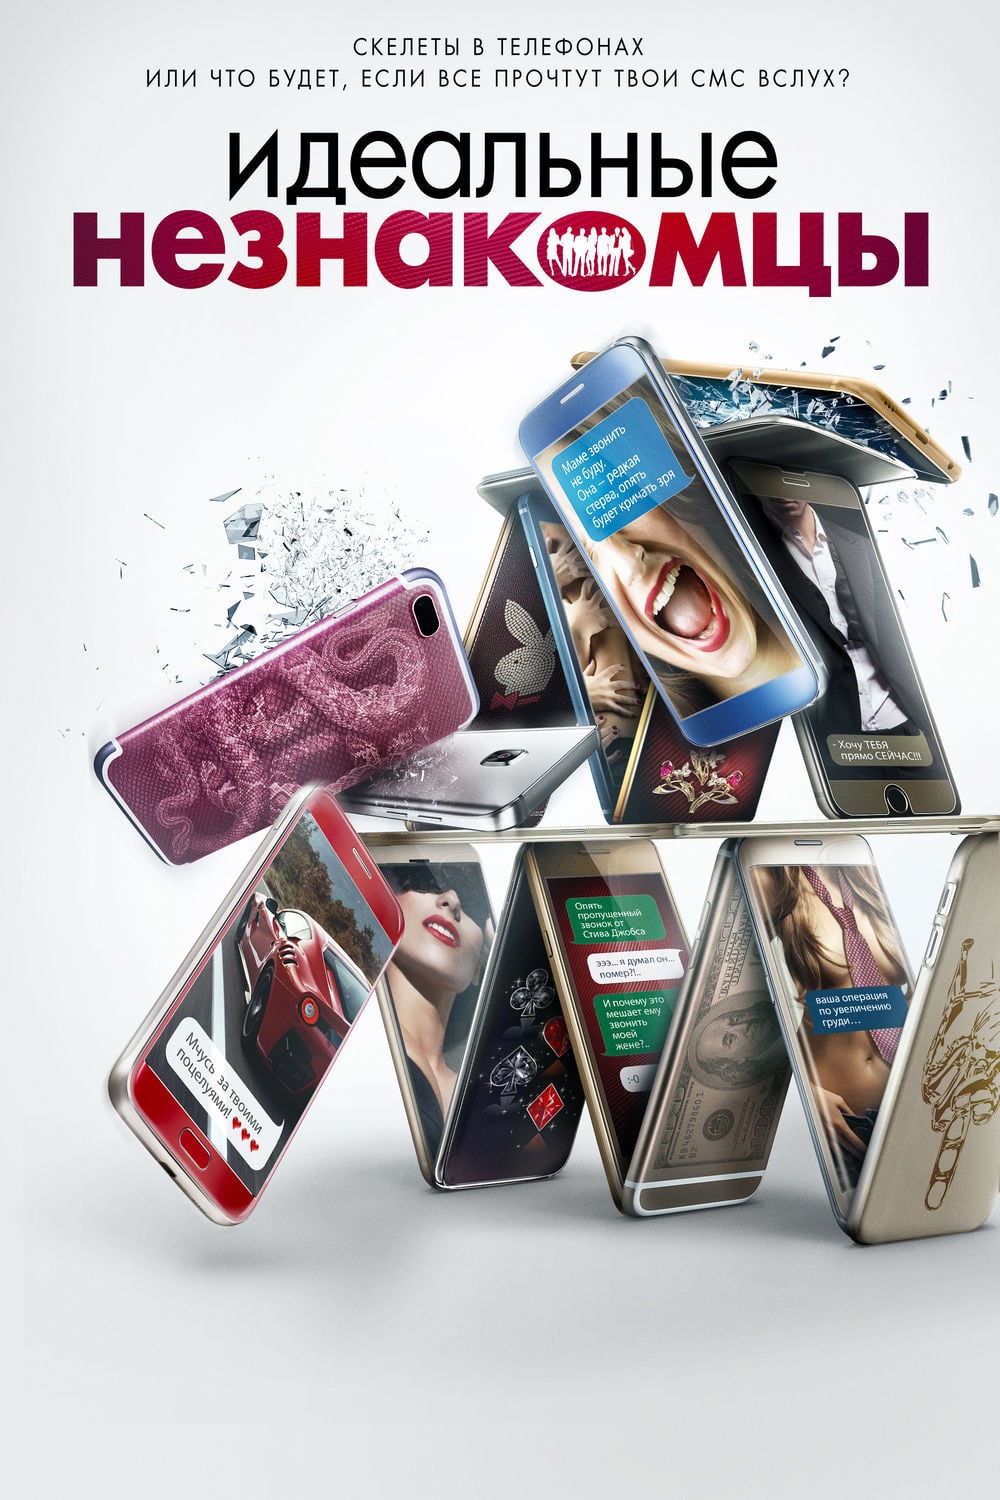 СКЕЛЕТЫ В ТЕЛЕФОНАХ
ИЛИ ЧТО БУДЕТ, ЕСЛИ ВСЕ ПРОЧТУТ ТВОИ СМС ВСЛУХ?
идеальные
незнакомцы
Маме звонить
не буду.
Она – редкая
стерва, опять
будет кричать зря
- Хочу ТЕБЯ
прямо СЕЙЧАС!!!
Мчусь за твоими
поцелуями!
Опять
пропущенный
звонок от
Стива Джобса
эээ... я думал он...
помер?!..
И почему это
мешает ему
звонить
моей
жене?..
:-О
KB46279860I
B2
ваша операция
по увеличению
груди...